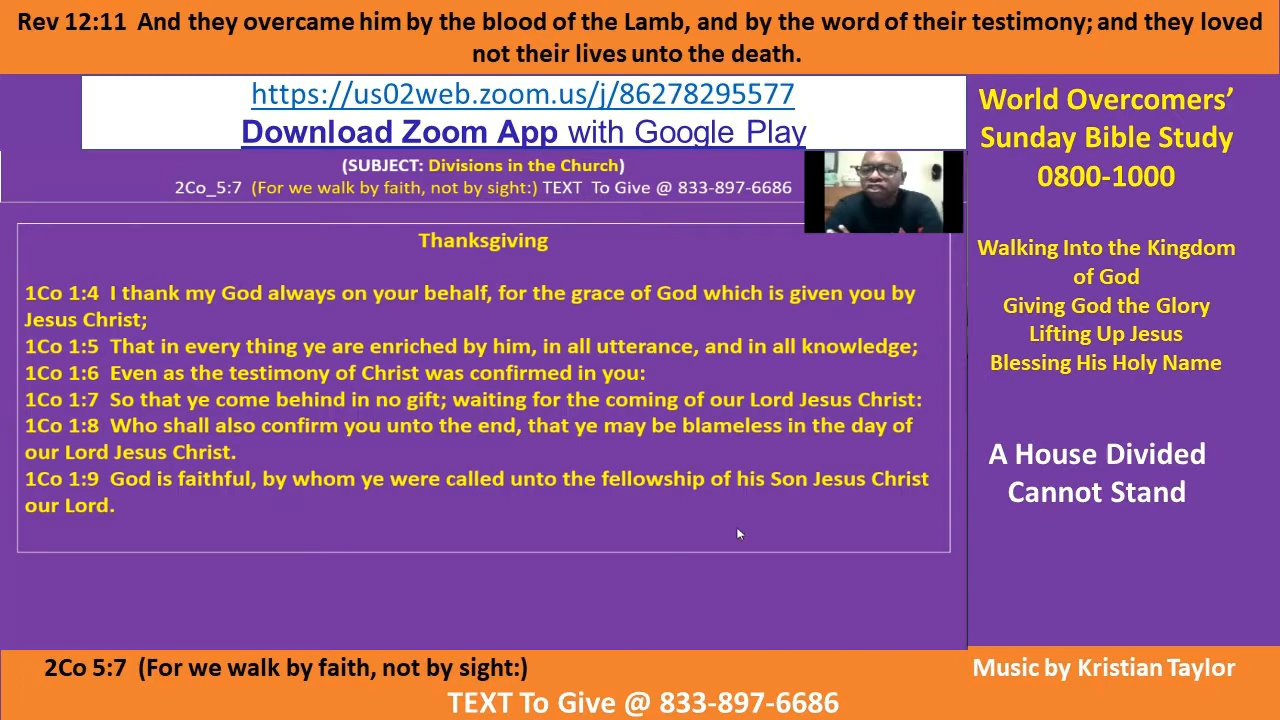 Rev 12:11  And they overcame him by the blood of the Lamb, and by the word of their testimony; and they loved
not their lives unto the death.
https://us02web.zoom.us/j/86278295577
Download Zoom App with Google Play
(SUBJECT: Divisions in the Church)
2Co_5:7  (For we walk by faith, not by sight:) TEXT  To Give @ 833-897-6686
Thanksgiving
1Co 1:4  I thank my God always on your behalf, for the grace of God which is given you by
Jesus Christ;
1Co 1:5  That in every thing ye are enriched by him, in all utterance, and in all knowledge;
1Co 1:6  Even as the testimony of Christ was confirmed in you:
1Co 1:7  So that ye come behind in no gift; waiting for the coming of our Lord Jesus Christ:
1Co 1:8  Who shall also confirm you unto the end, that ye may be blameless in the day of
our Lord Jesus Christ.
1Co 1:9  God is faithful, by whom ye were called unto the fellowship of his Son Jesus Christ
our Lord.
World Overcomers’
Sunday Bible Study
0800-1000
Walking Into the Kingdom
of God
Giving God the Glory
Lifting Up Jesus
Blessing His Holy Name
A House Divided
Cannot Stand
2Co 5:7  (For we walk by faith, not by sight:)
Music by Kristian Taylor
TEXT To Give @ 833-897-6686